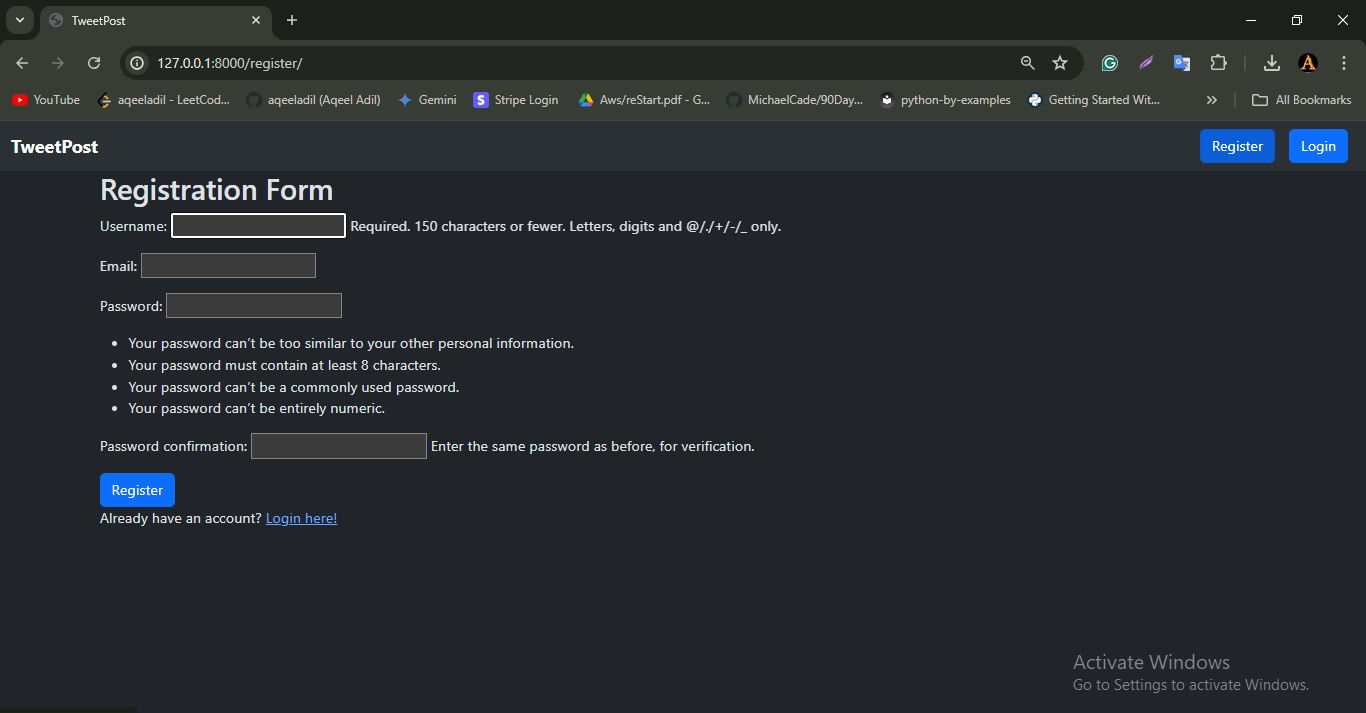 TweetPost
127.0.0.1:8000/register/
YouTube aqeeladil - LeetCod... aqeeladil (Aqeel Adil) Gemini Stripe Login Aws/reStart.pdf - G... MichaelCade/90Day... python-by-examples Getting Started Wit... » All Bookmarks
TweetPost Register Login
Registration Form
Username: Required. 150 characters or fewer. Letters, digits and @/./+/-/_ only.
Email:
Password:
• Your password can't be too similar to your other personal information.
• Your password must contain at least 8 characters.
• Your password can't be a commonly used password.
• Your password can't be entirely numeric.
Password confirmation: Enter the same password as before, for verification.
Register
Already have an account? Login here!
Activate Windows
Go to Settings to activate Windows.